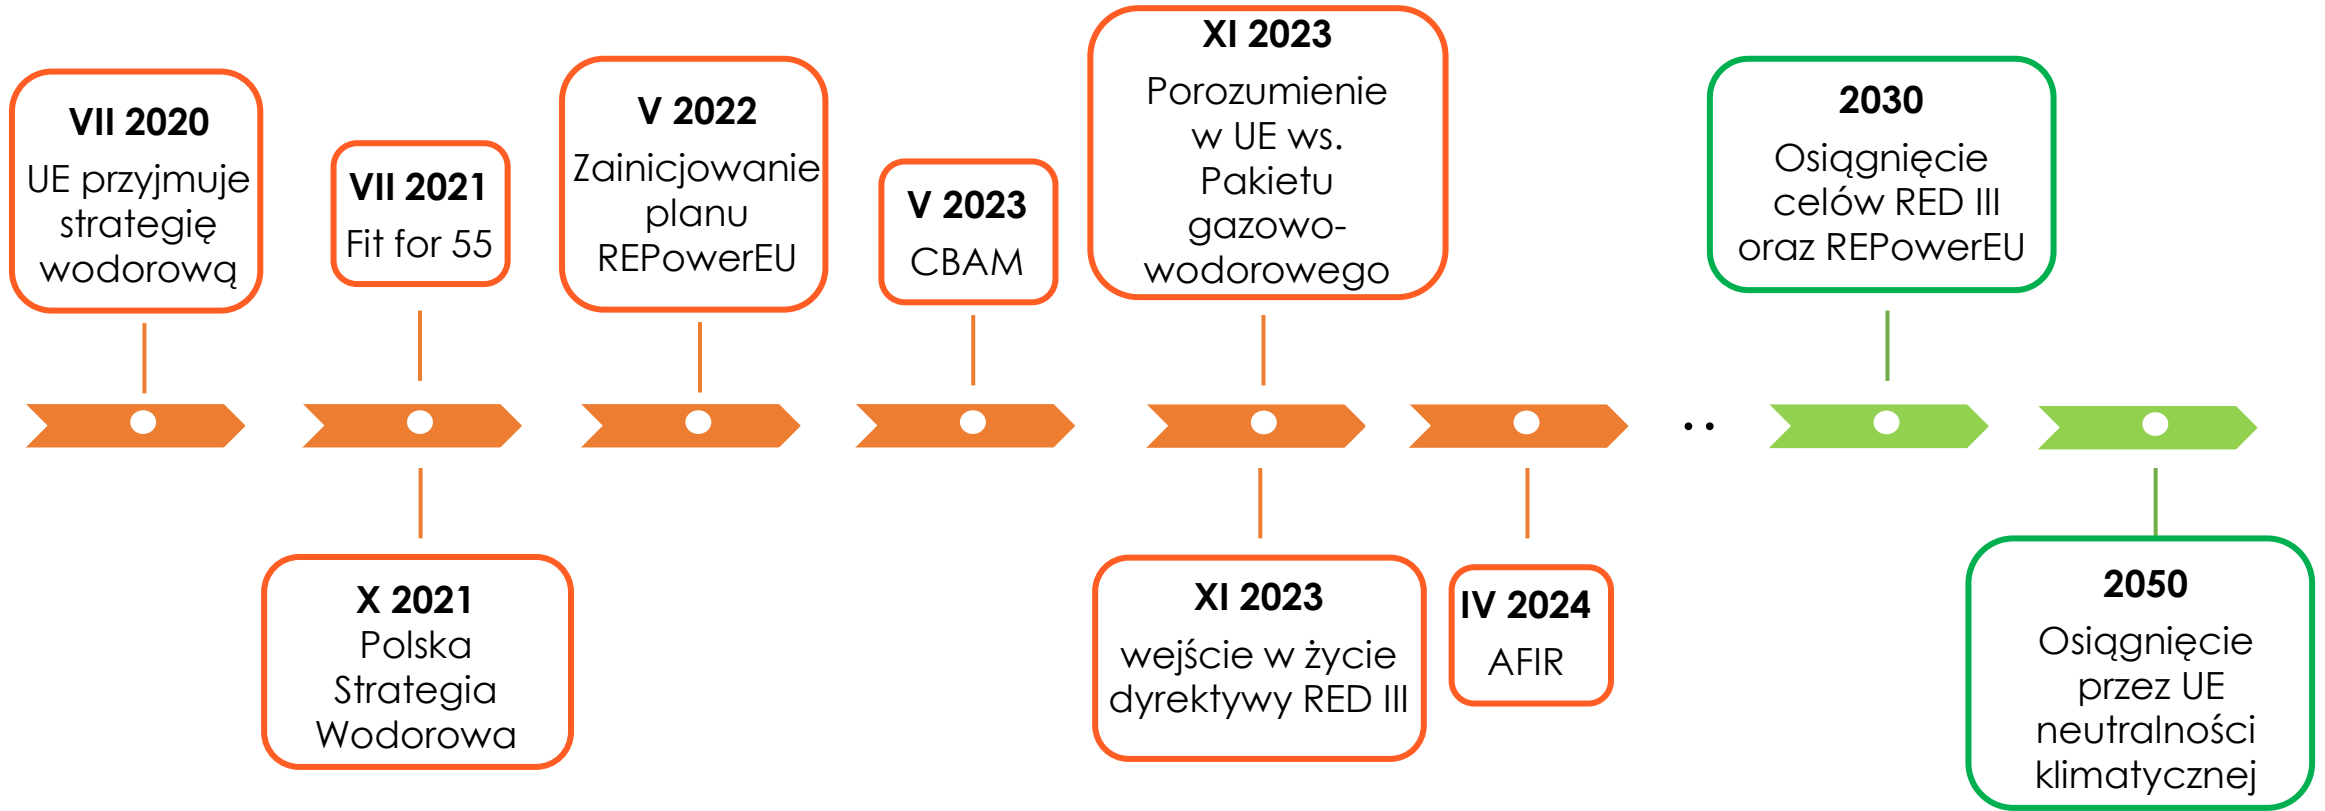 VII 2020
UE przyjmuje
strategię
wodorową
VII 2021
Fit for 55
X 2021
Polska
Strategia
Wodorowa
V 2022
Zainicjowanie
planu
REPowerEU
V 2023
CBAM
XI 2023
Porozumienie
w UE ws.
Pakietu
gazowo-
wodorowego
XI 2023
wejście w życie
dyrektywy RED III
IV 2024
AFIR
..
2030
Osiągnięcie
celów RED III
oraz REPowerEU
2050
Osiągnięcie
przez UE
neutralności
klimatycznej